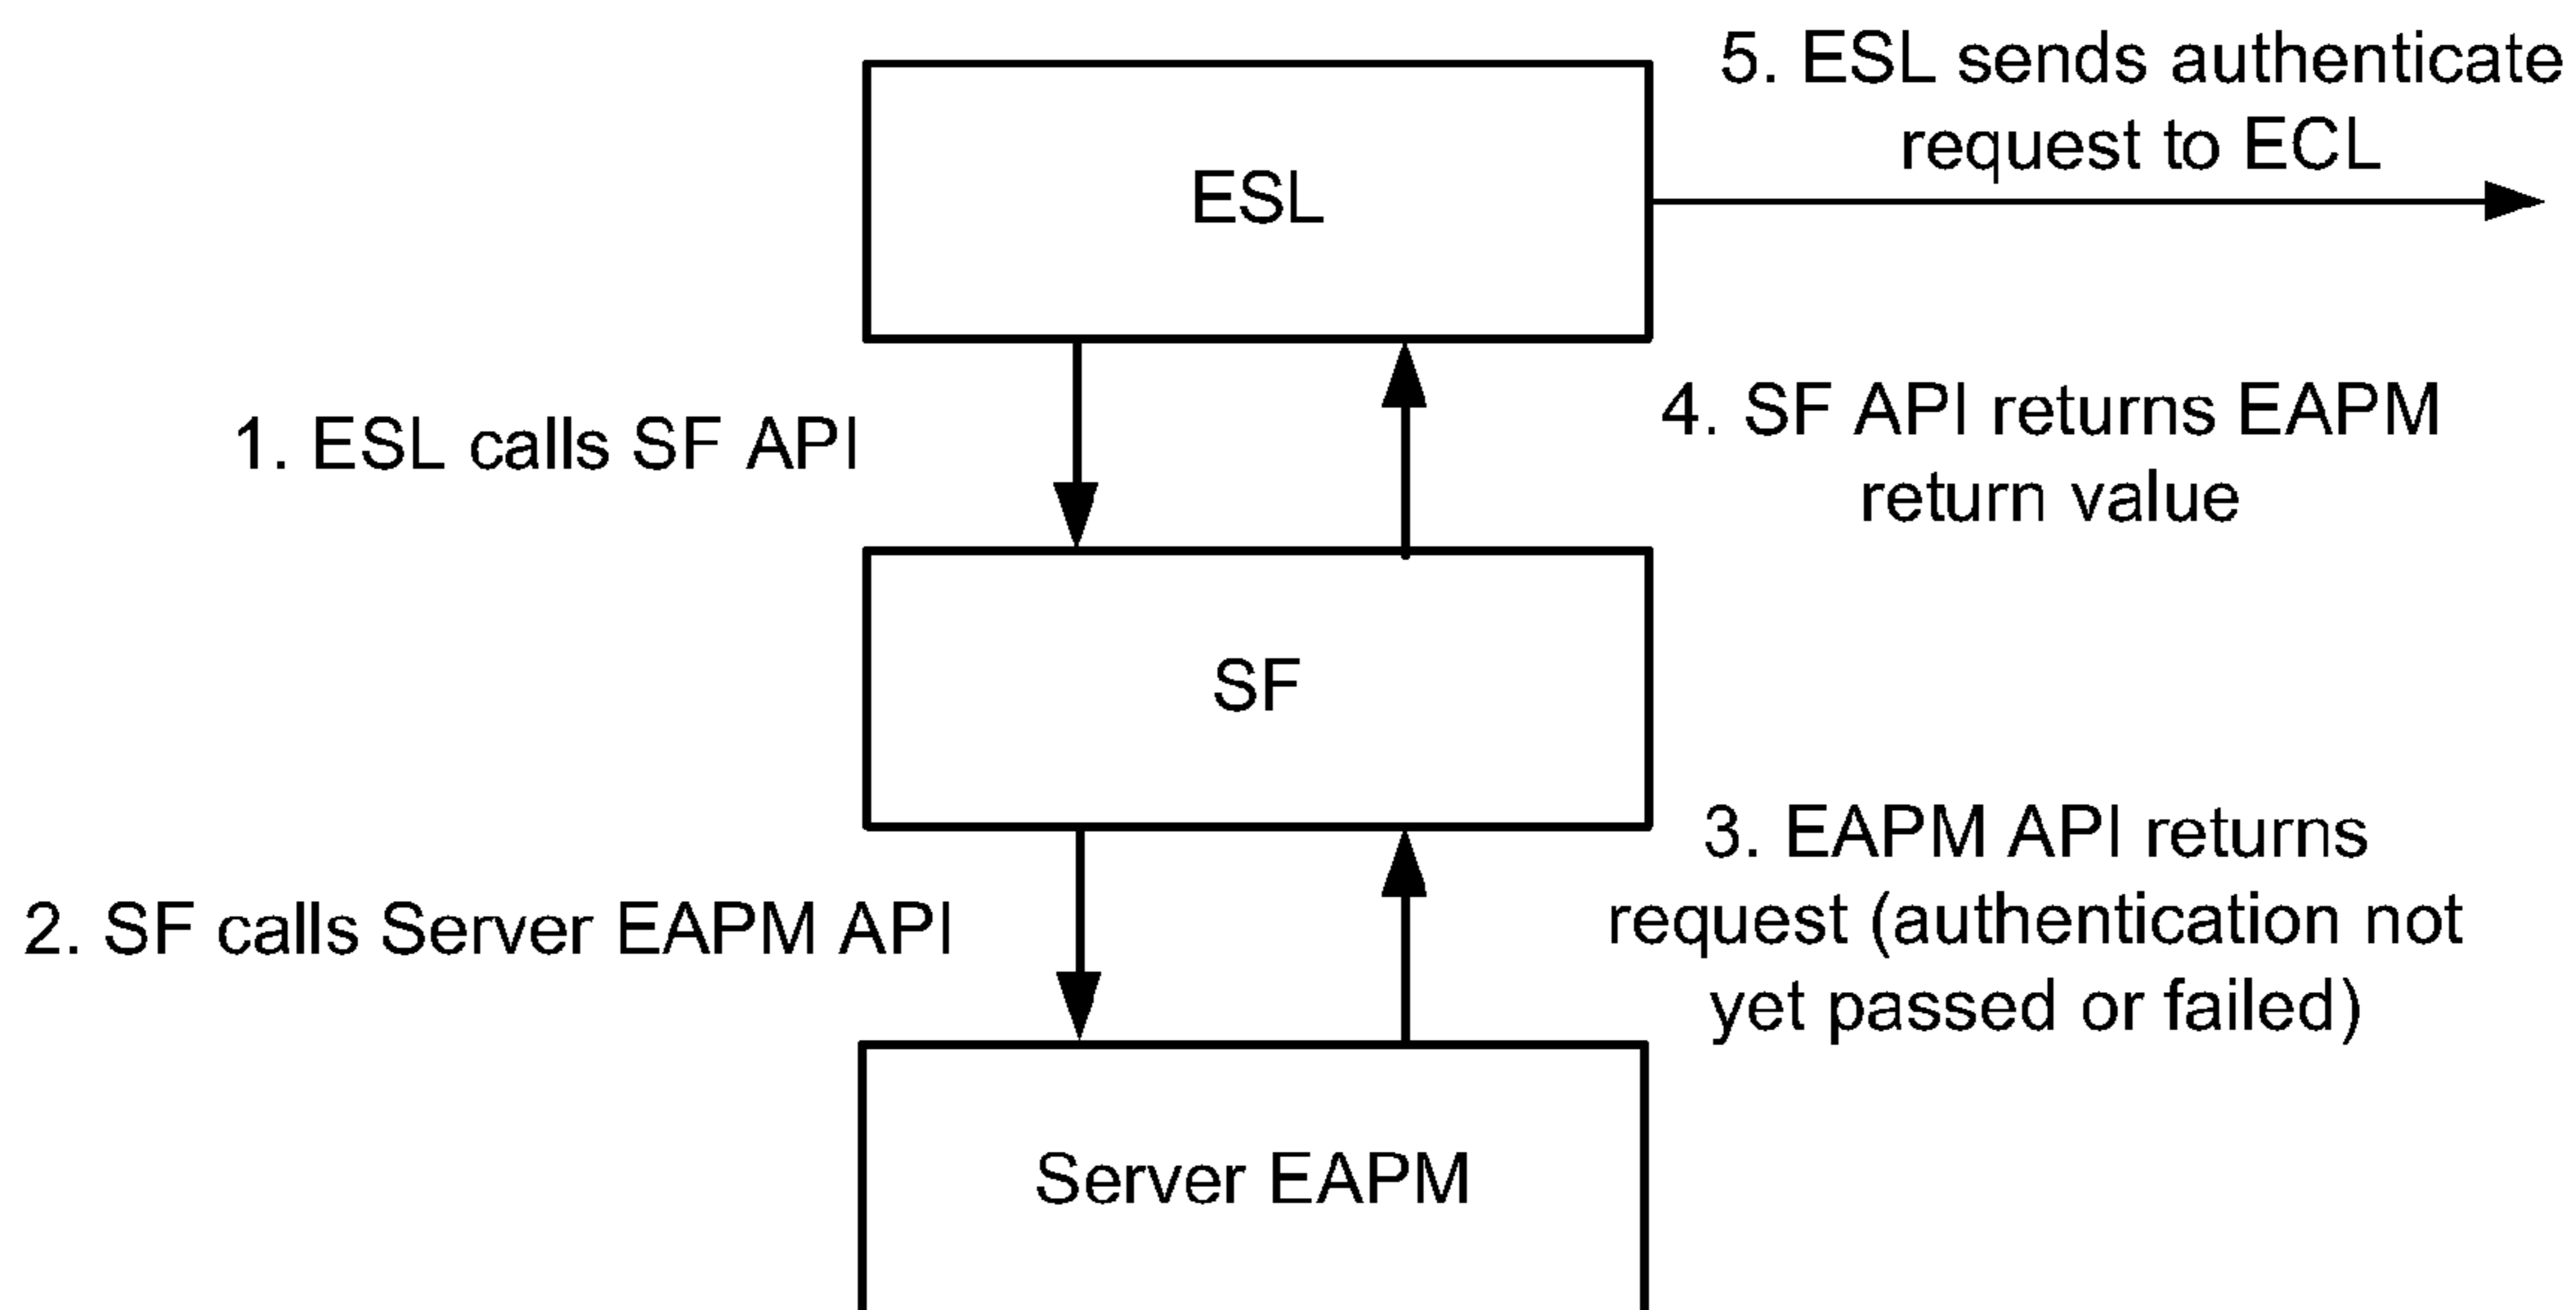 5. ESL sends authenticate
request to ECL
ESL
1. ESL calls SF API
4. SF API returns EAPM
return value
SF
2. SF calls Server EAPM API
3. EAPM API returns
request (authentication not
yet passed or failed)
Server EAPM